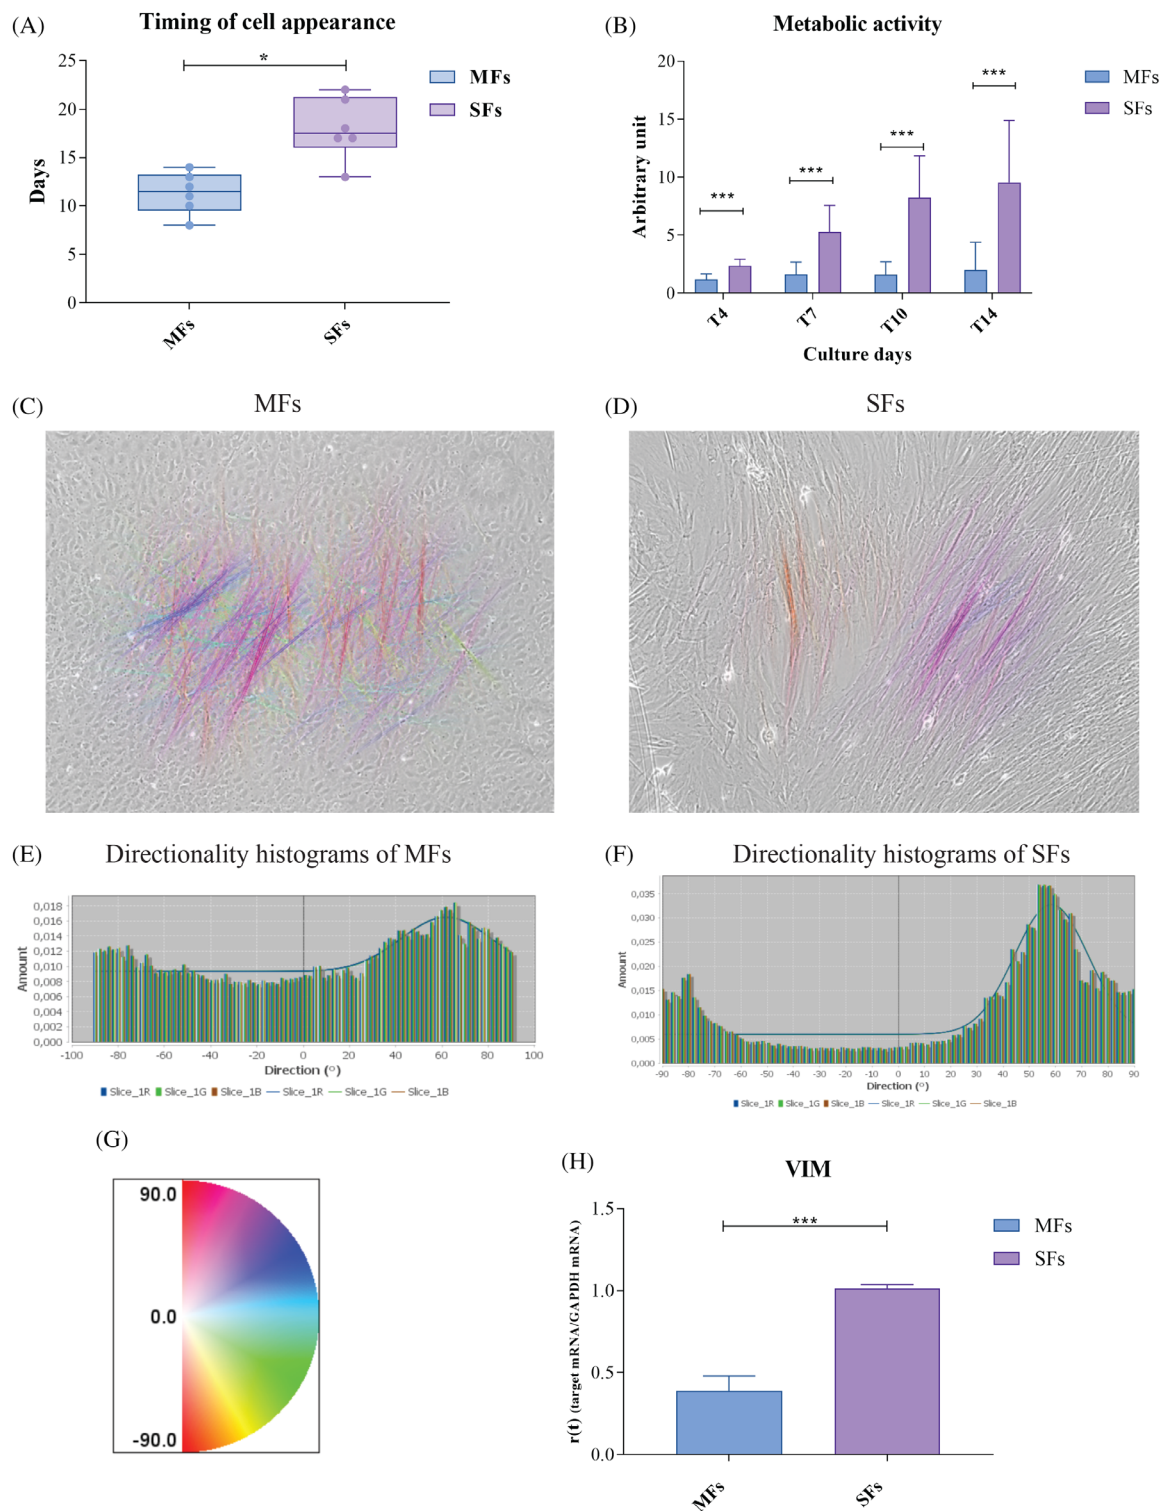 (A)
Timing of cell appearance
25
20
15
10
5
0
Days
*
MFs
SFs
MFs
SFs
(B)
Metabolic activity
20
15
10
5
0
Arbitrary unit
***
***
***
***
T4
T7
T10
T14
Culture days
MFs
SFs
(C)
MFs
(D)
SFs
(E)
Directionality histograms of MFs
0,018
0,016
0,014
0,012
0,010
0,008
0,006
0,004
0,002
0,000
Amount
-100 -80 -60 -40 -20 0 20 40 60 80 100
Direction (°)
Slice_1R Slice_1G Slice_1B Slice_1R Slice_1G Slice_1B
(F)
Directionality histograms of SFs
0,035
0,030
0,025
0,020
0,015
0,010
0,005
0,000
Amount
-90 -80 -70 -60 -50 -40 -30 -20 -10 0 10 20 30 40 50 60 70 80 90
Direction (°)
Slice_1R Slice_1G Slice_1B Slice_1R Slice_1G Slice_1B
(G)
90.0
0.0
-90.0
(H)
VIM
1.5
1.0
0.5
0.0
r(t) (target mRNA/GAPDH mRNA)
***
MFs
SFs
MFs
SFs